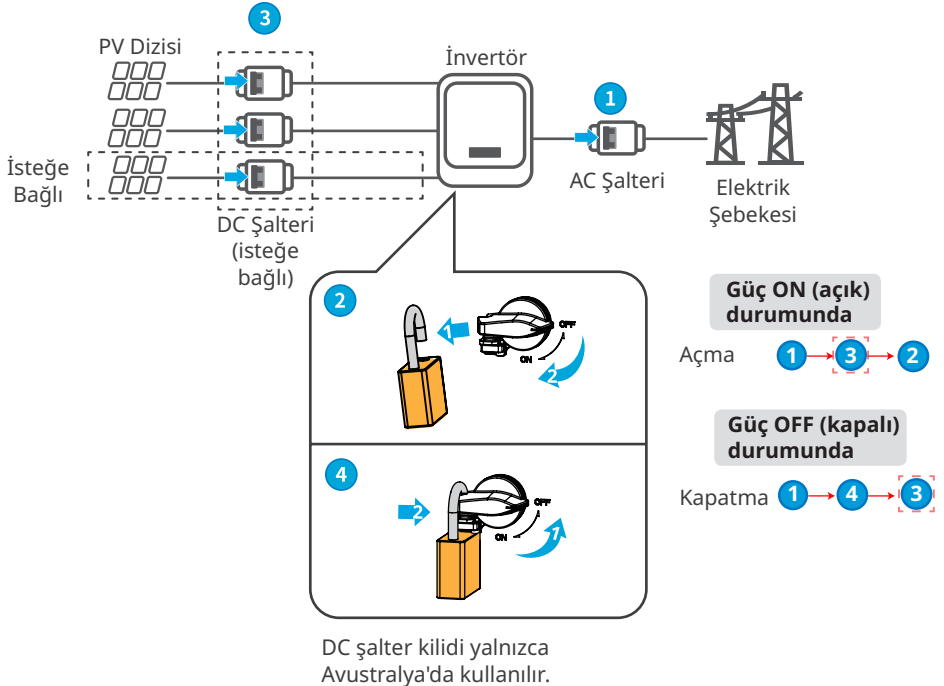 3
PV Dizisi
İnvertör
1
İsteğe
Bağlı
AC Şalteri
Elektrik
Şebekesi
DC Şalteri
(isteğe
bağlı)
2
1
OFF
ON
2
Güç ON (açık)
durumunda
Açma 1 3 2
Güç OFF (kapalı)
durumunda
Kapatma 1 4 3
4
2
OFF
ON
1
DC şalter kilidi yalnızca
Avustralya'da kullanılır.